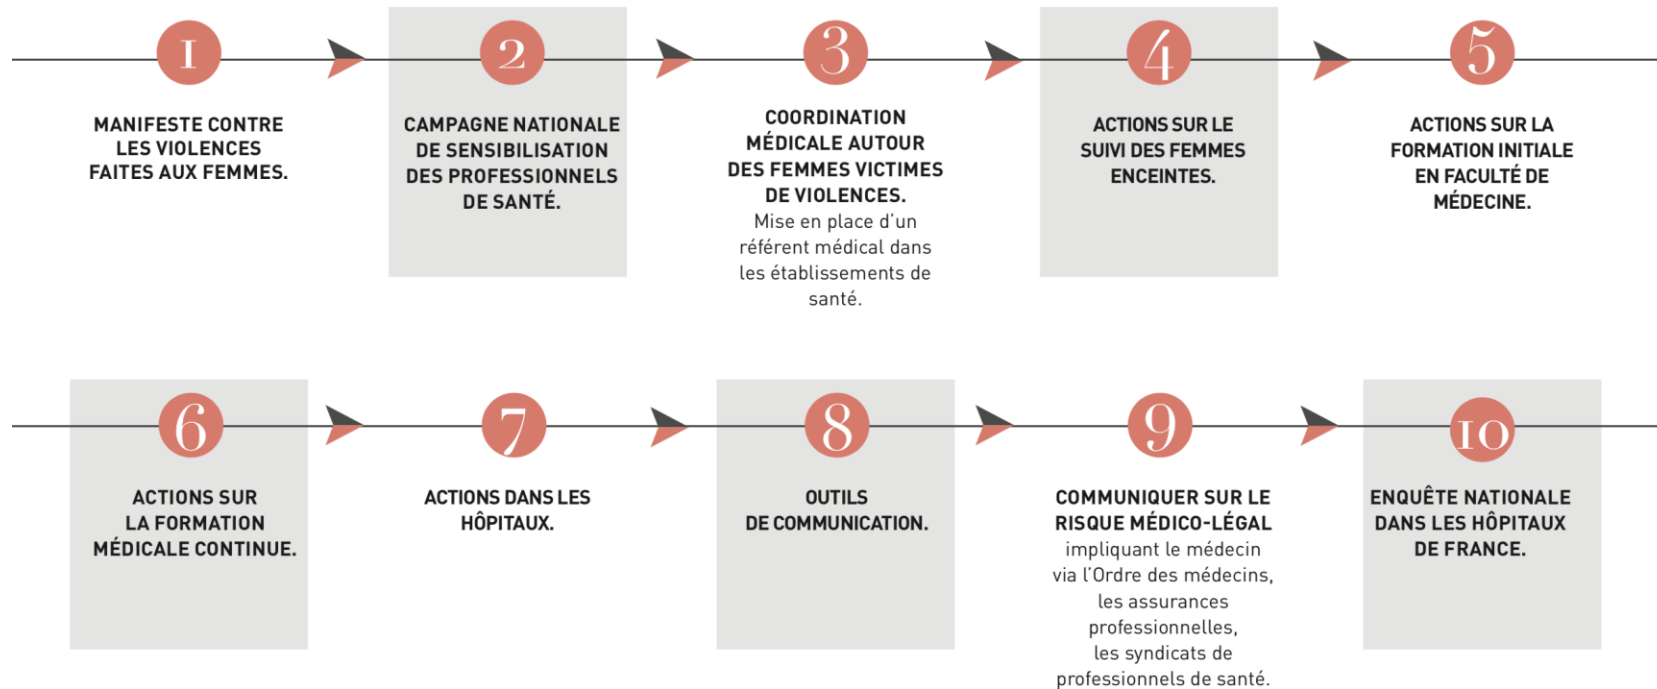 1
MANIFESTE CONTRE
LES VIOLENCES
FAITES AUX FEMMES.
2
CAMPAGNE NATIONALE
DE SENSIBILISATION
DES PROFESSIONNELS
DE SANTÉ.
3
COORDINATION
MÉDICALE AUTOUR
DES FEMMES VICTIMES
DE VIOLENCES.
Mise en place d’un
référent médical dans
les établissements de
santé.
4
ACTIONS SUR LE
SUIVI DES FEMMES
ENCEINTES.
5
ACTIONS SUR LA
FORMATION INITIALE
EN FACULTÉ DE
MÉDECINE.
6
ACTIONS SUR
LA FORMATION
MÉDICALE CONTINUE.
7
ACTIONS DANS LES
HÔPITAUX.
8
OUTILS
DE COMMUNICATION.
9
COMMUNIQUER SUR LE
RISQUE MÉDICO-LÉGAL
impliquant le médecin
via l’Ordre des médecins,
les assurances
professionnelles,
les syndicats de
professionnels de santé.
10
ENQUÊTE NATIONALE
DANS LES HÔPITAUX
DE FRANCE.